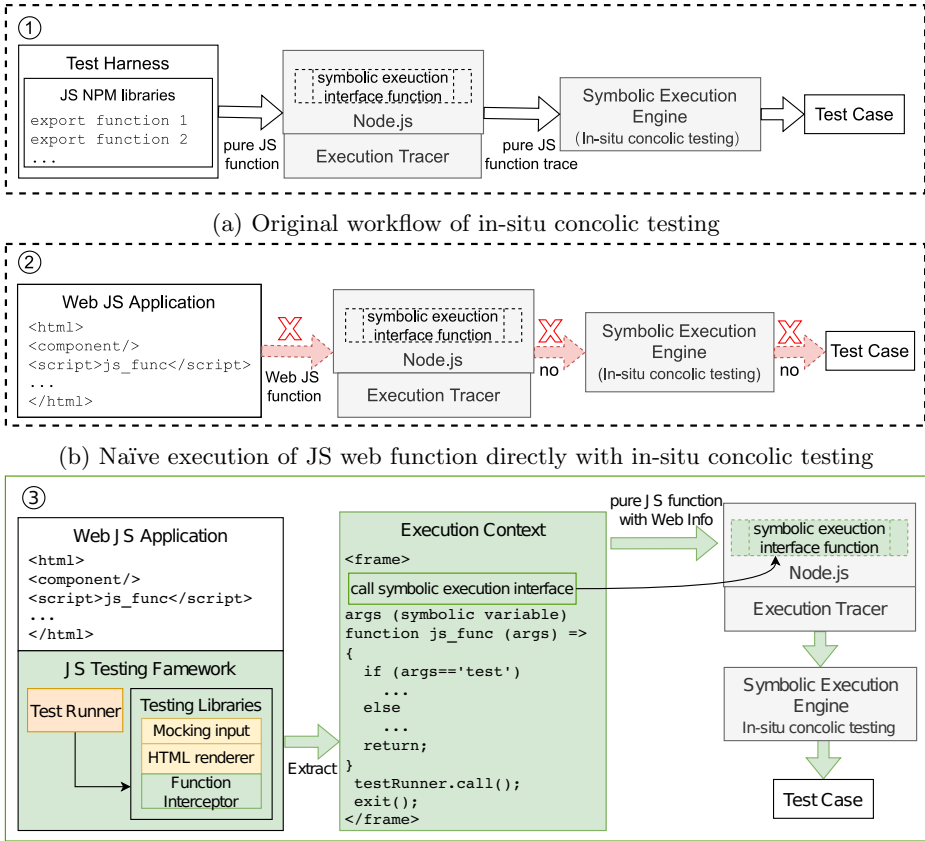 ①
Test Harness
JS NPM libraries
export function 1
export function 2
...
pure JS
function
symbolic exeuction
interface function
Node.js
Execution Tracer
pure JS
function trace
Symbolic Execution
Engine
(In-situ concolic testing)
Test Case
(a) Original workflow of in-situ concolic testing
②
Web JS Application
<html>
<component/>
<script>js_func</script>
...
</html>
X
Web JS
function
symbolic exeuction
interface function
Node.js
Execution Tracer
X
no
Symbolic Execution
Engine
(In-situ concolic testing)
X
no
Test Case
(b) Naïve execution of JS web function directly with in-situ concolic testing
③
Web JS Application
<html>
<component/>
<script>js_func</script>
...
</html>
JS Testing Famework
Test Runner
Testing Libraries
Mocking input
HTML renderer
Function
Interceptor
Extract
Execution Context
<frame>
call symbolic execution interface
args (symbolic variable)
function js_func (args) =>
{
if (args=='test')
...
else
...
return;
}
testRunner.call();
exit();
</frame>
pure JS function
with Web Info
symbolic exeuction
interface function
Node.js
Execution Tracer
Symbolic Execution
Engine
In-situ concolic testing
Test Case